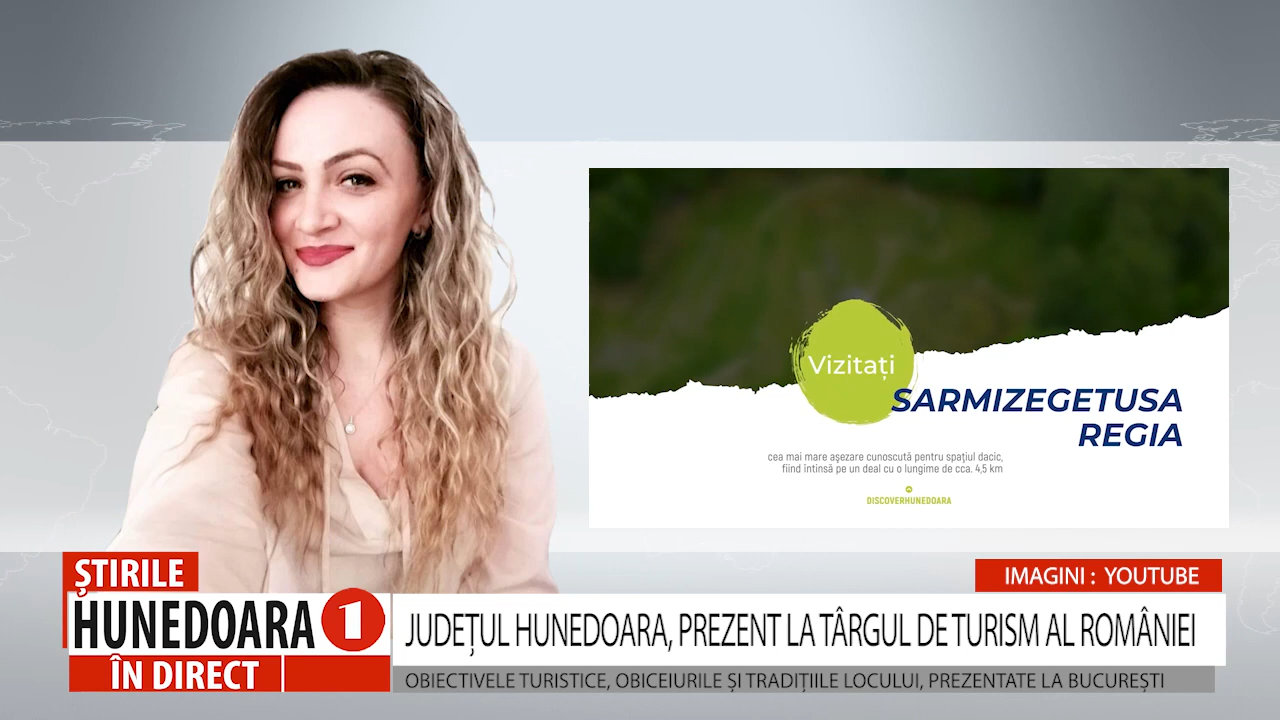 Vizitați
SARMIZEGETUSA
REGIA
cea mai mare așezare cunoscută pentru spațiul dacic,
fiind întinsă pe un deal cu o lungime de cca. 4,5 km
DISCOVERHUNEDOARA
ȘTIRILE
HUNEDOARA 1
ÎN DIRECT
IMAGINI : YOUTUBE
JUDEȚUL HUNEDOARA, PREZENT LA TÂRGUL DE TURISM AL ROMÂNIEI
OBIECTIVELE TURISTICE, OBICEIURILE ȘI TRADIȚIILE LOCULUI, PREZENTATE LA BUCUREȘTI